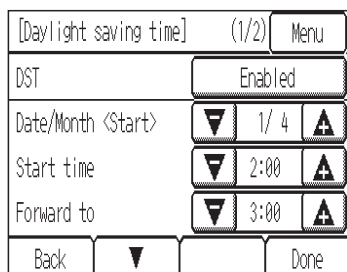 [Daylight saving time] (1/2) Menu
DST Enabled
Date/Month <Start> 1/ 4
Start time 2:00
Forward to 3:00
Back Done